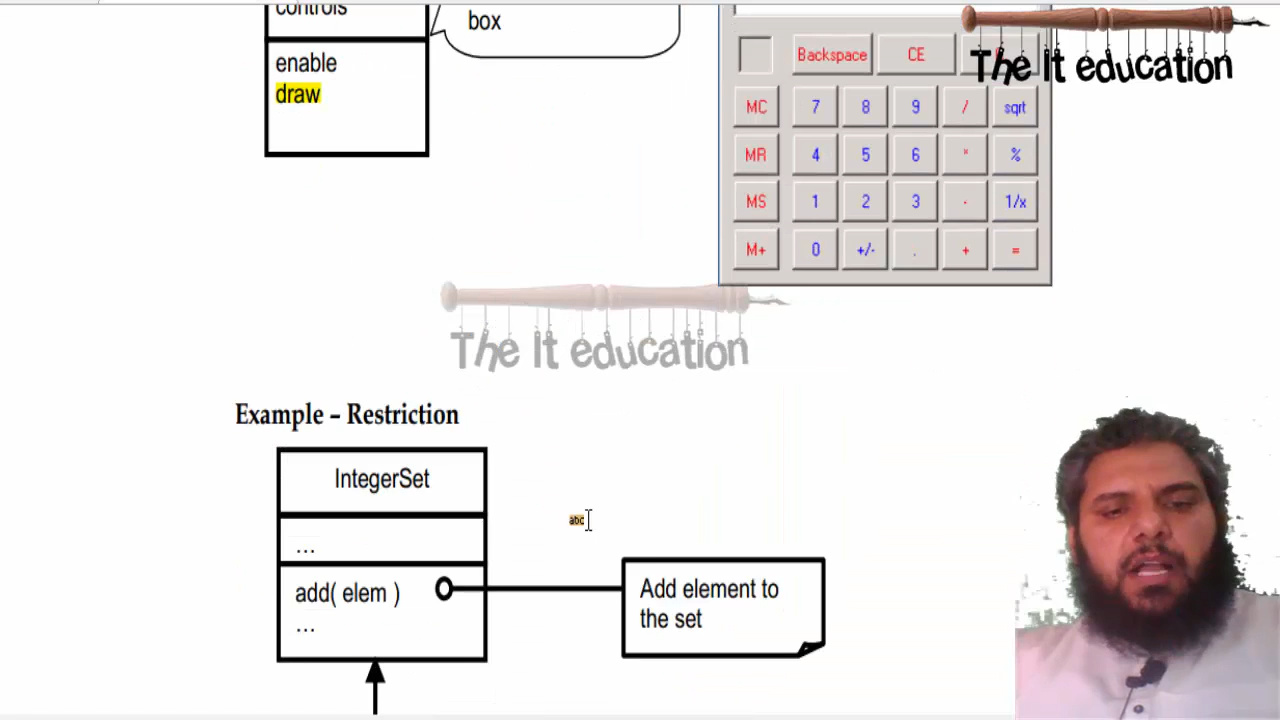 controls
enable
draw
box
Backspace CE
MC 7 8 9 / sqrt
MR 4 5 6 * %
MS 1 2 3 - 1/x
M+ 0 +/- . + =
The It education
The It education
Example – Restriction
IntegerSet
...
add( elem )
...
abc
Add element to
the set